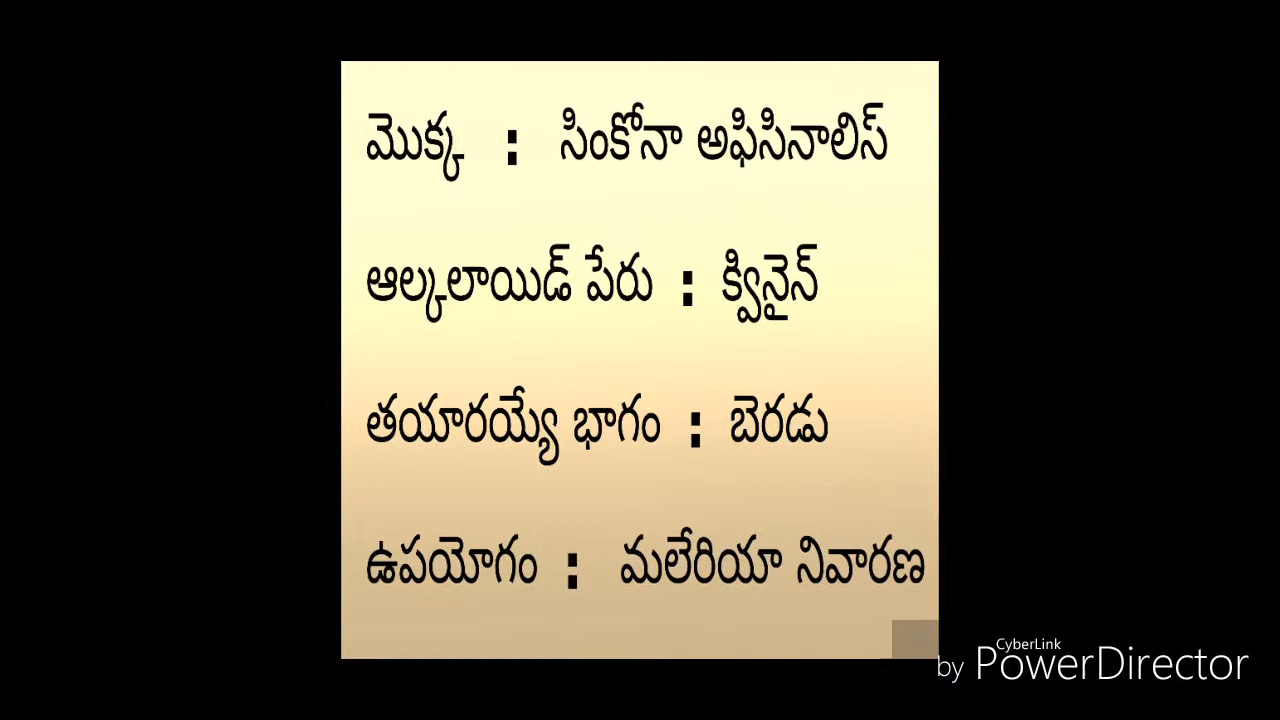 మొక్క : సింకోనా అఫిసినాలిస్
ఆల్కలాయిడ్ పేరు : క్వినైన్
తయారయ్యే భాగం : బెరడు
ఉపయోగం : మలేరియా నివారణ
CyberLink
by PowerDirector